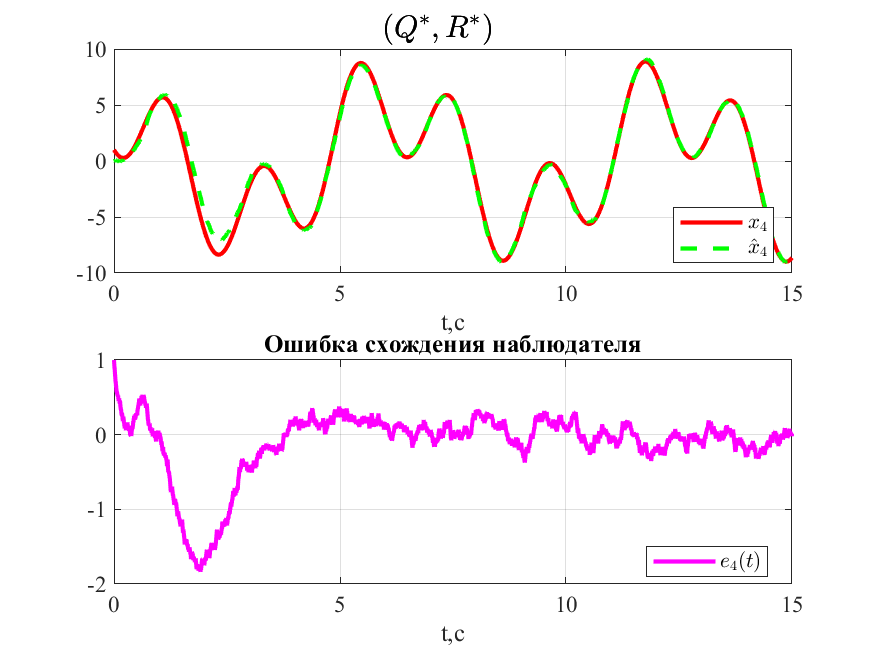 (Q*, R*)
10
5
0
-5
-10
x₄
x̂₄
0 5 10 15
t,c
Ошибка схождения наблюдателя
1
0
-1
-2
e₄(t)
0 5 10 15
t,c